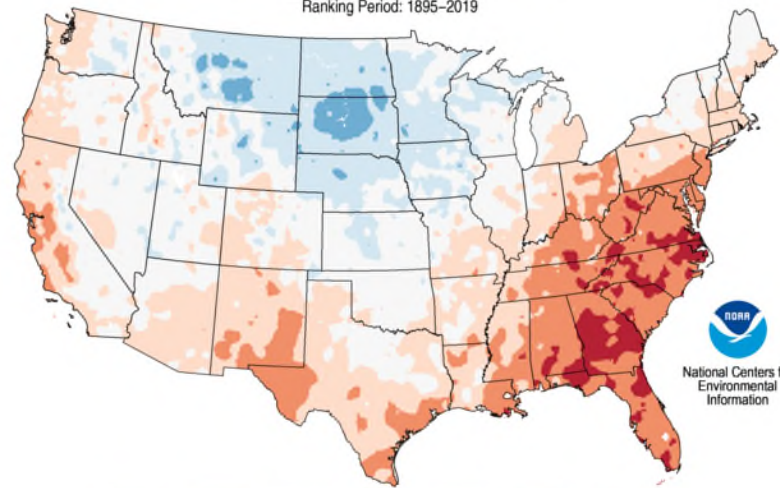 Ranking Period: 1895–2019
NOAA
National Centers f
Environmental
Information